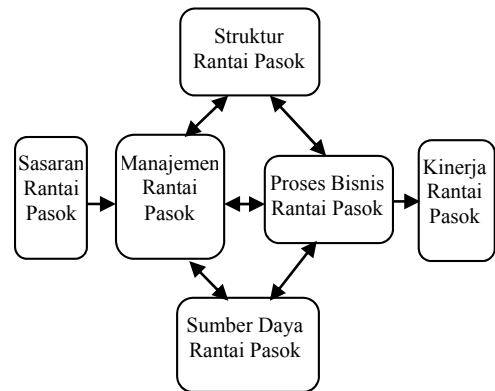 Struktur
Rantai Pasok
Sasaran
Rantai
Pasok
Manajemen
Rantai
Pasok
Proses Bisnis
Rantai Pasok
Kinerja
Rantai
Pasok
Sumber Daya
Rantai Pasok